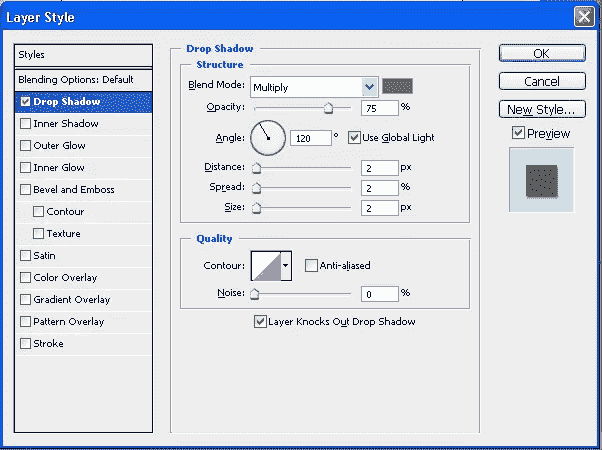 Layer Style
Styles
Blending Options: Default
Drop Shadow
Inner Shadow
Outer Glow
Inner Glow
Bevel and Emboss
Contour
Texture
Satin
Color Overlay
Gradient Overlay
Pattern Overlay
Stroke
Drop Shadow
Structure
Blend Mode: Multiply
Opacity: 75 %
Angle: 120 ° Use Global Light
Distance: 2 px
Spread: 2 %
Size: 2 px
Quality
Contour: Anti-aliased
Noise: 0 %
Layer Knocks Out Drop Shadow
OK
Cancel
New Style...
Preview